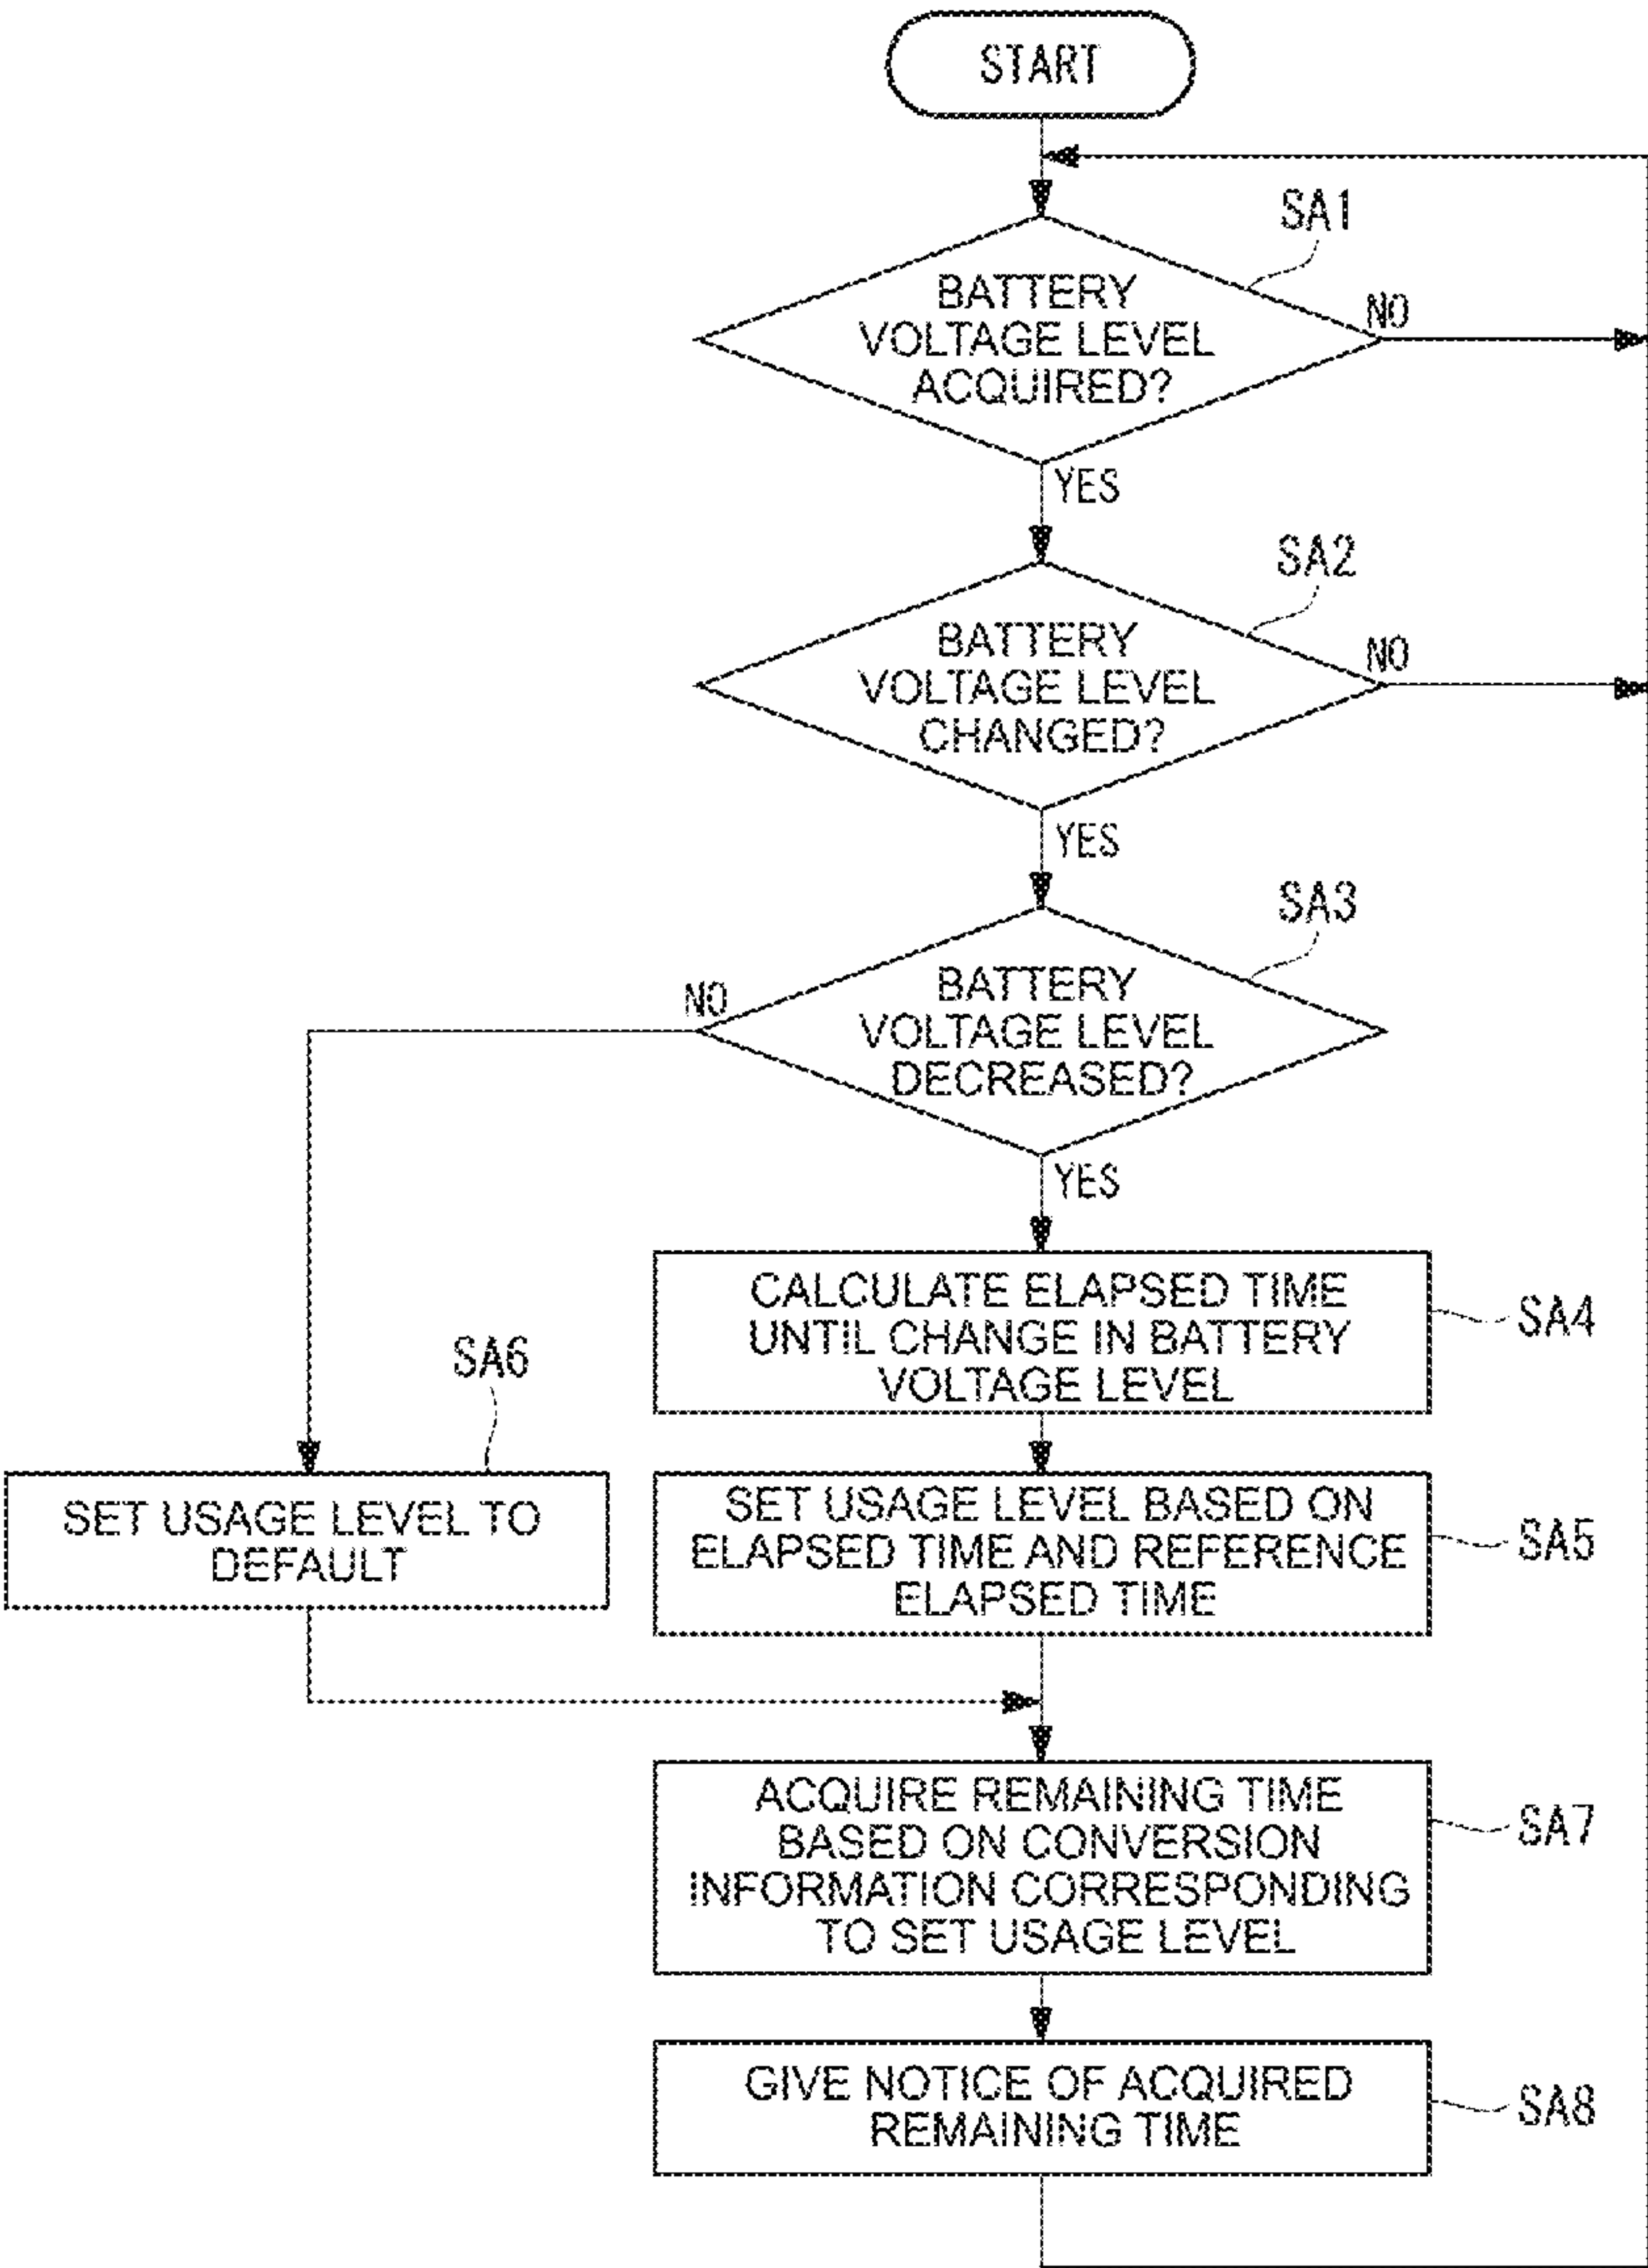 START
SA1
BATTERY
VOLTAGE LEVEL
ACQUIRED?
NO
YES
SA2
BATTERY
VOLTAGE LEVEL
CHANGED?
NO
YES
SA3
BATTERY
VOLTAGE LEVEL
DECREASED?
NO
YES
CALCULATE ELAPSED TIME
UNTIL CHANGE IN BATTERY
VOLTAGE LEVEL
SA4
SA6
SET USAGE LEVEL TO
DEFAULT
SET USAGE LEVEL BASED ON
ELAPSED TIME AND REFERENCE
ELAPSED TIME
SA5
ACQUIRE REMAINING TIME
BASED ON CONVERSION
INFORMATION CORRESPONDING
TO SET USAGE LEVEL
SA7
GIVE NOTICE OF ACQUIRED
REMAINING TIME
SA8